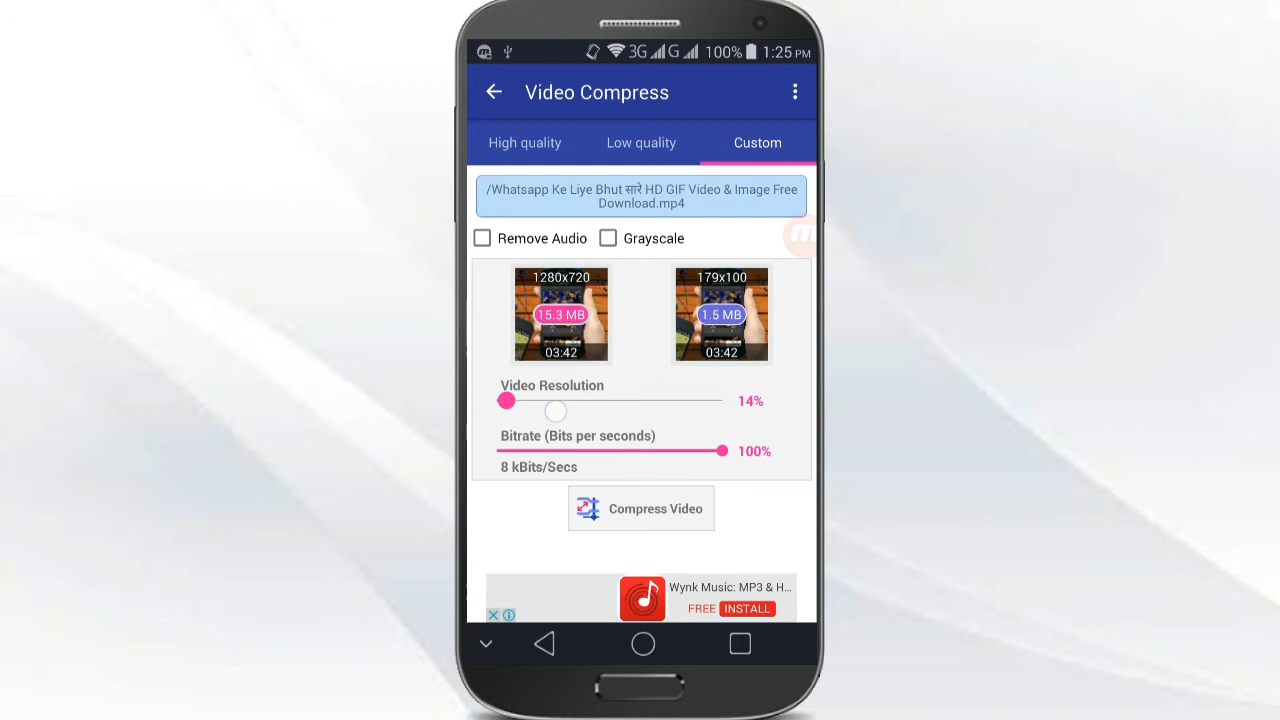 3G G 100% 1:25 PM
Video Compress
High quality Low quality Custom
/Whatsapp Ke Liye Bhut सारे HD GIF Video & Image Free
Download.mp4
Remove Audio Grayscale
1280x720 179x100
15.3 MB 1.5 MB
03:42 03:42
Video Resolution
14%
Bitrate (Bits per seconds)
100%
8 kBits/Secs
Compress Video
Wynk Music: MP3 & H...
FREE INSTALL